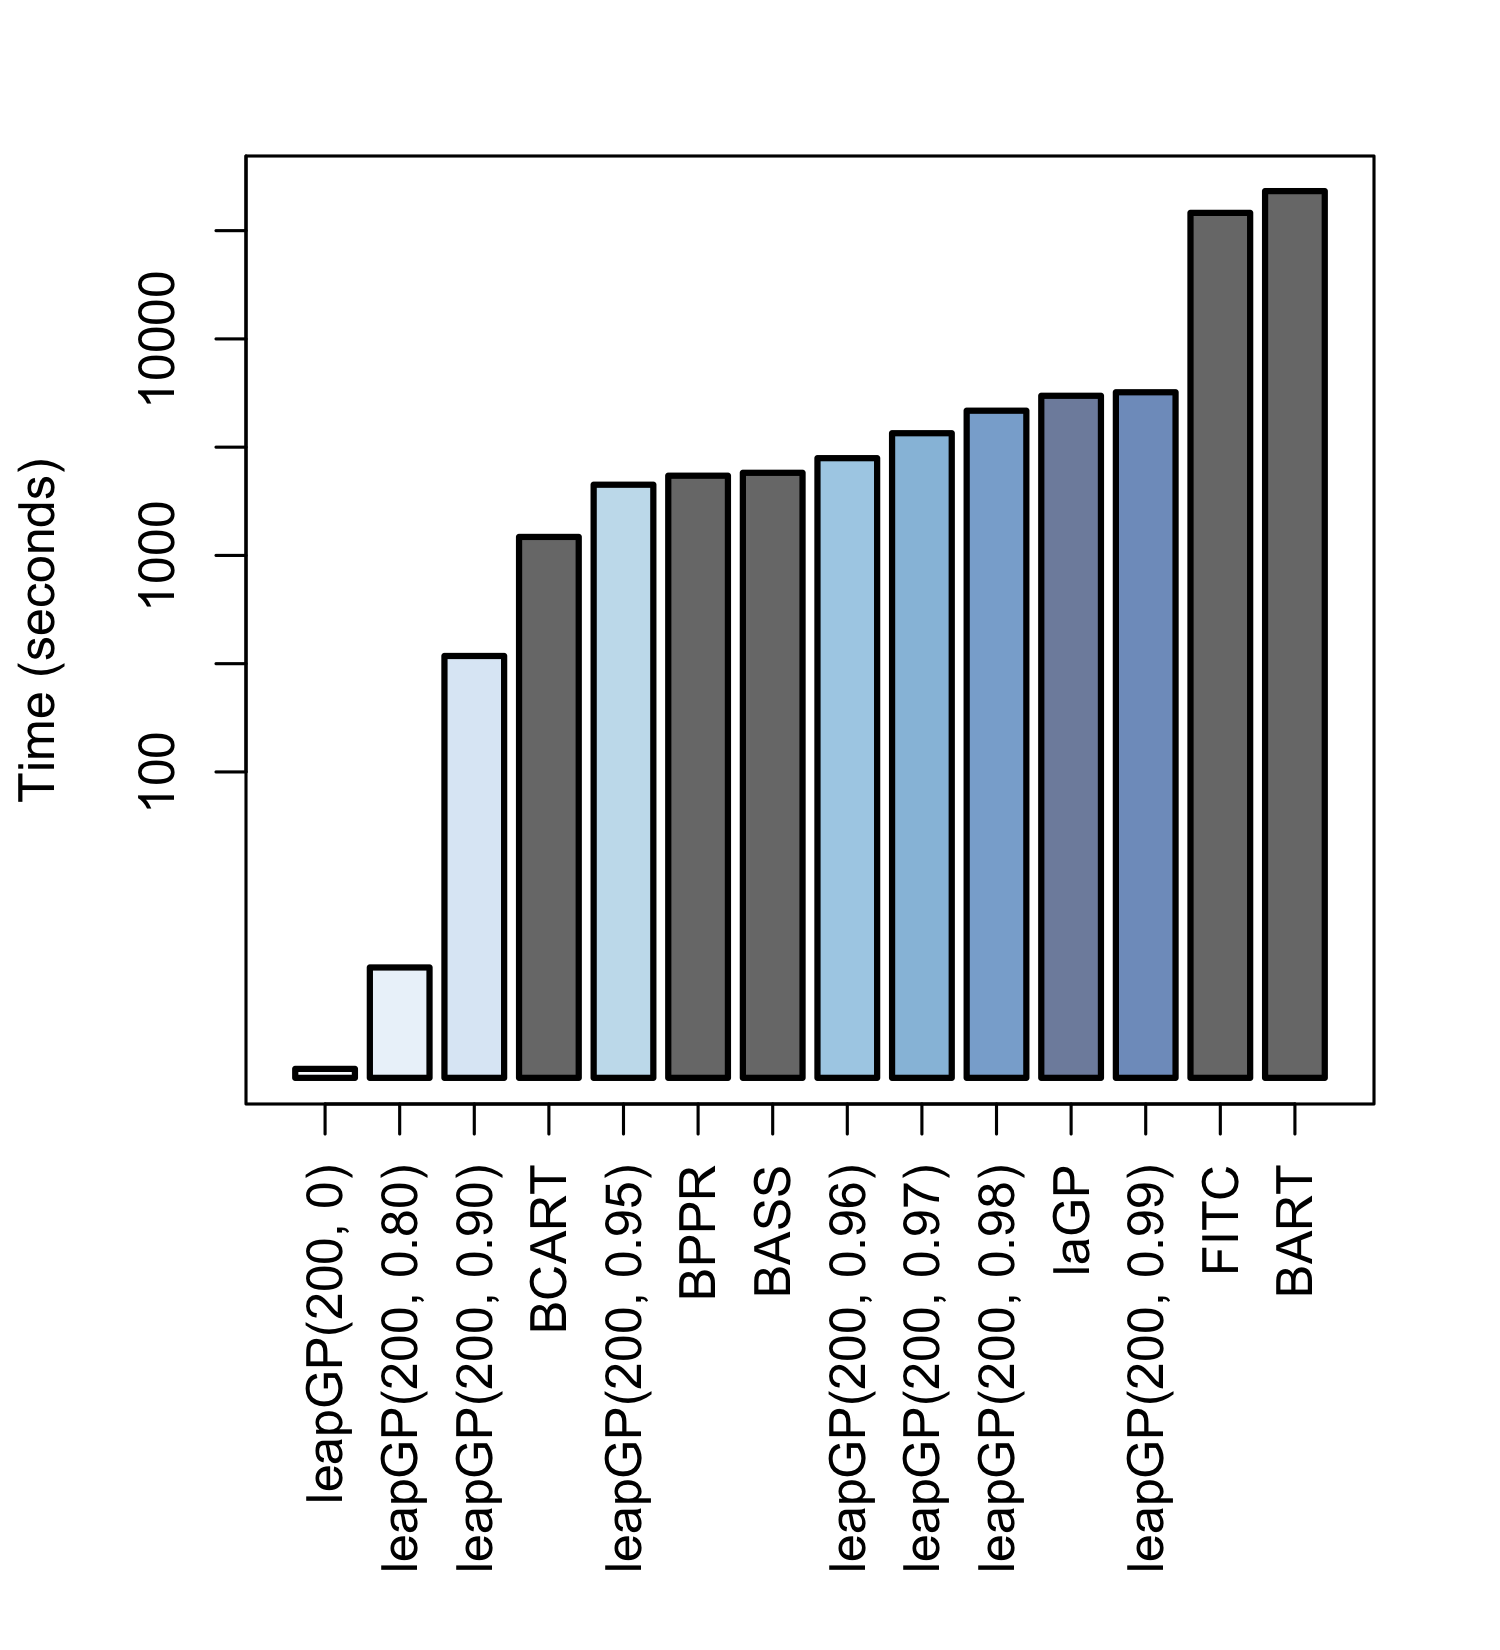 Time (seconds)
10000
1000
100
leapGP(200, 0)
leapGP(200, 0.80)
leapGP(200, 0.90)
BCART
leapGP(200, 0.95)
BPPR
BASS
leapGP(200, 0.96)
leapGP(200, 0.97)
leapGP(200, 0.98)
laGP
leapGP(200, 0.99)
FITC
BART